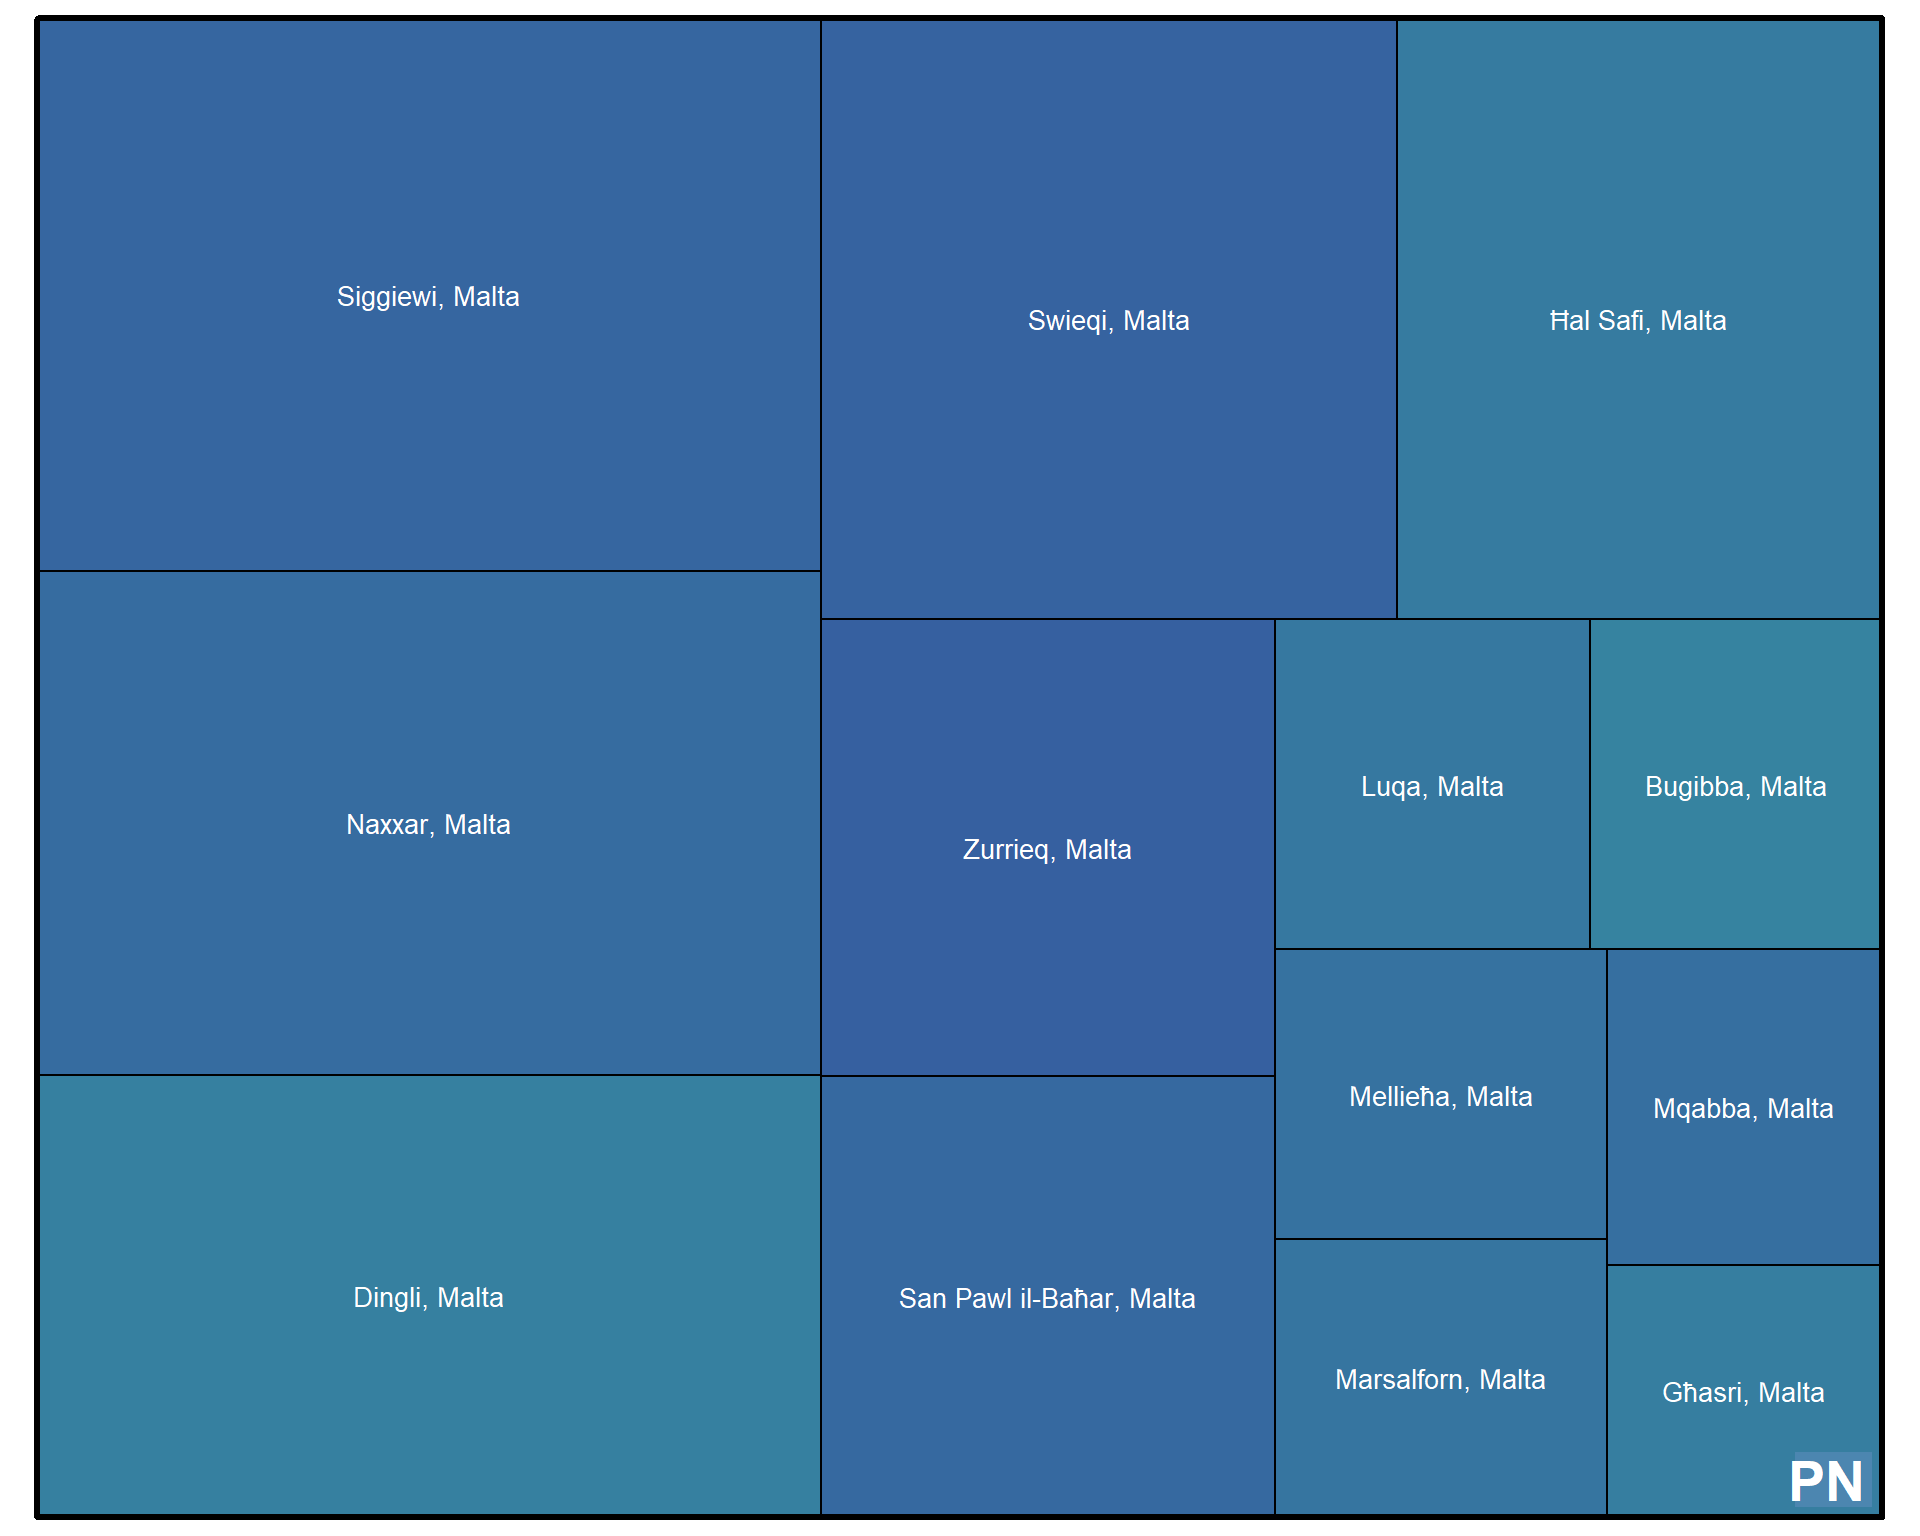 Siggiewi, Malta
Swieqi, Malta
Ħal Safi, Malta
Naxxar, Malta
Zurrieq, Malta
Luqa, Malta
Bugibba, Malta
Mellieħa, Malta
Mqabba, Malta
Dingli, Malta
San Pawl il-Baħar, Malta
Marsalforn, Malta
Għasri, Malta
PN